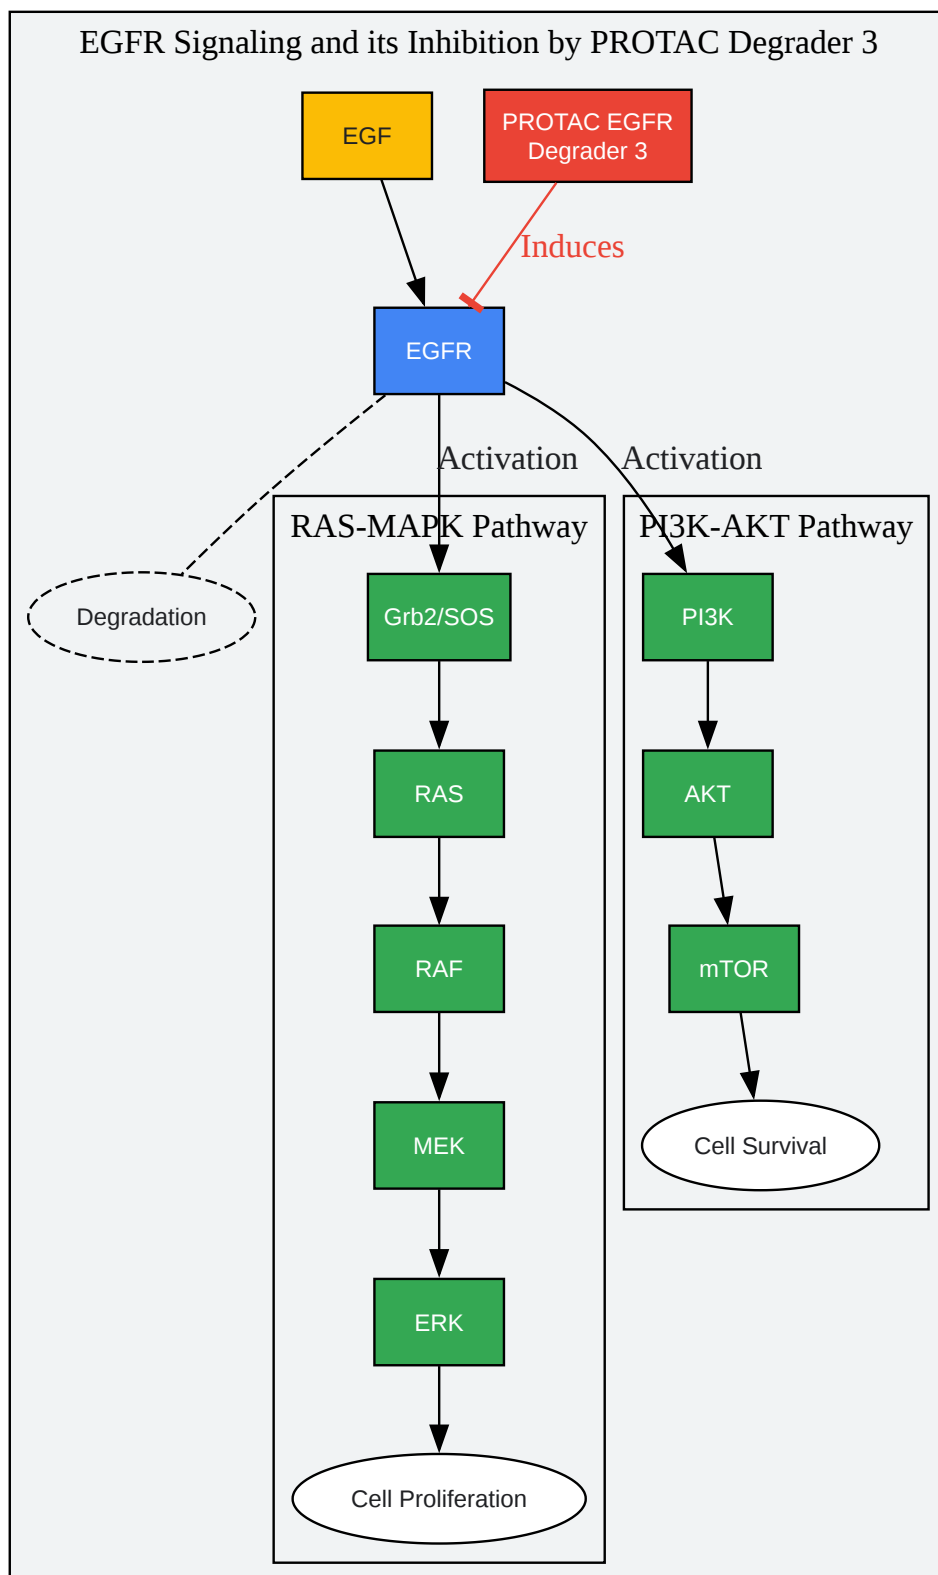 EGFR Signaling and its Inhibition by PROTAC Degrader 3
EGF
PROTAC EGFR
Degrader 3
Induces
EGFR
Activation
Activation
RAS-MAPK Pathway
PI3K-AKT Pathway
Degradation
Grb2/SOS
PI3K
RAS
AKT
RAF
mTOR
MEK
Cell Survival
ERK
Cell Proliferation